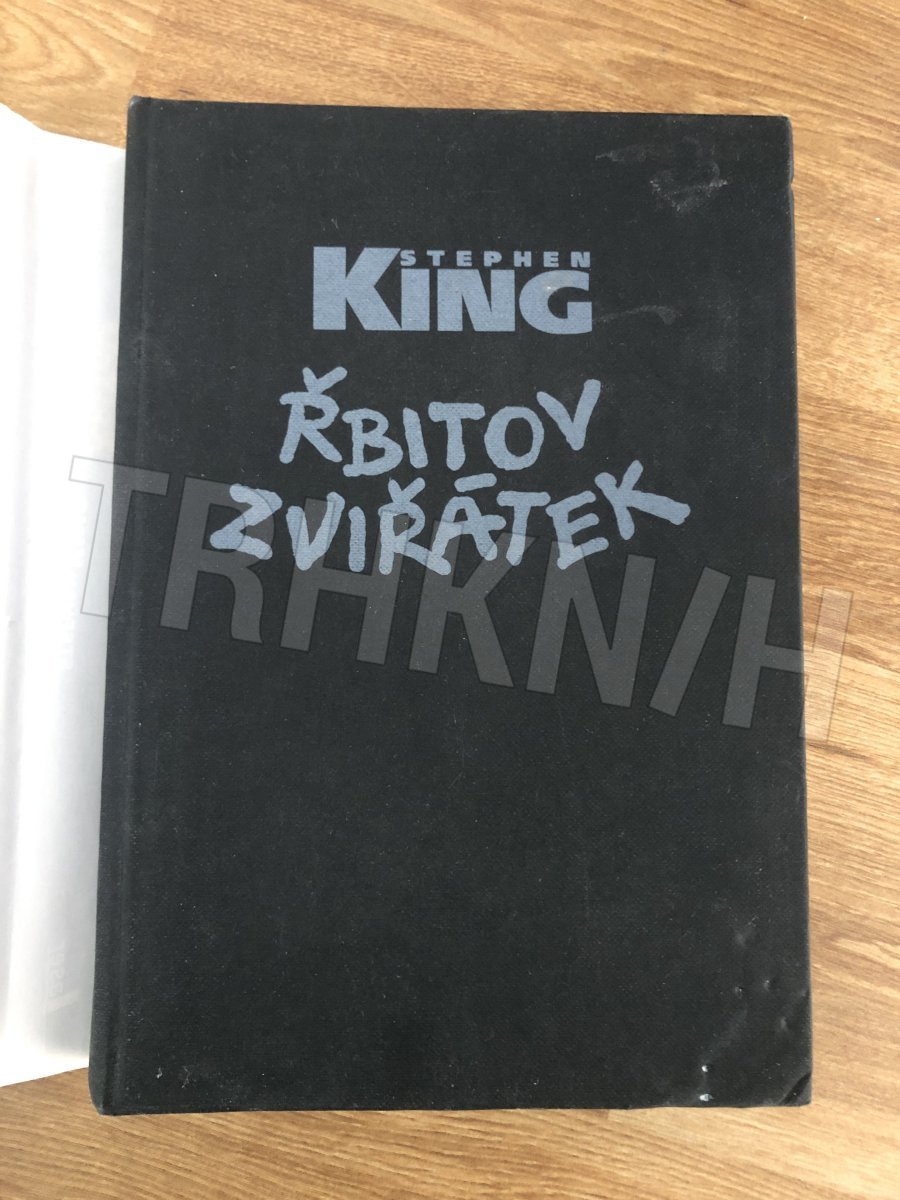 STEPHEN
KING
ŘBITOV
ZVIŘÁTEK
TRHKNIH